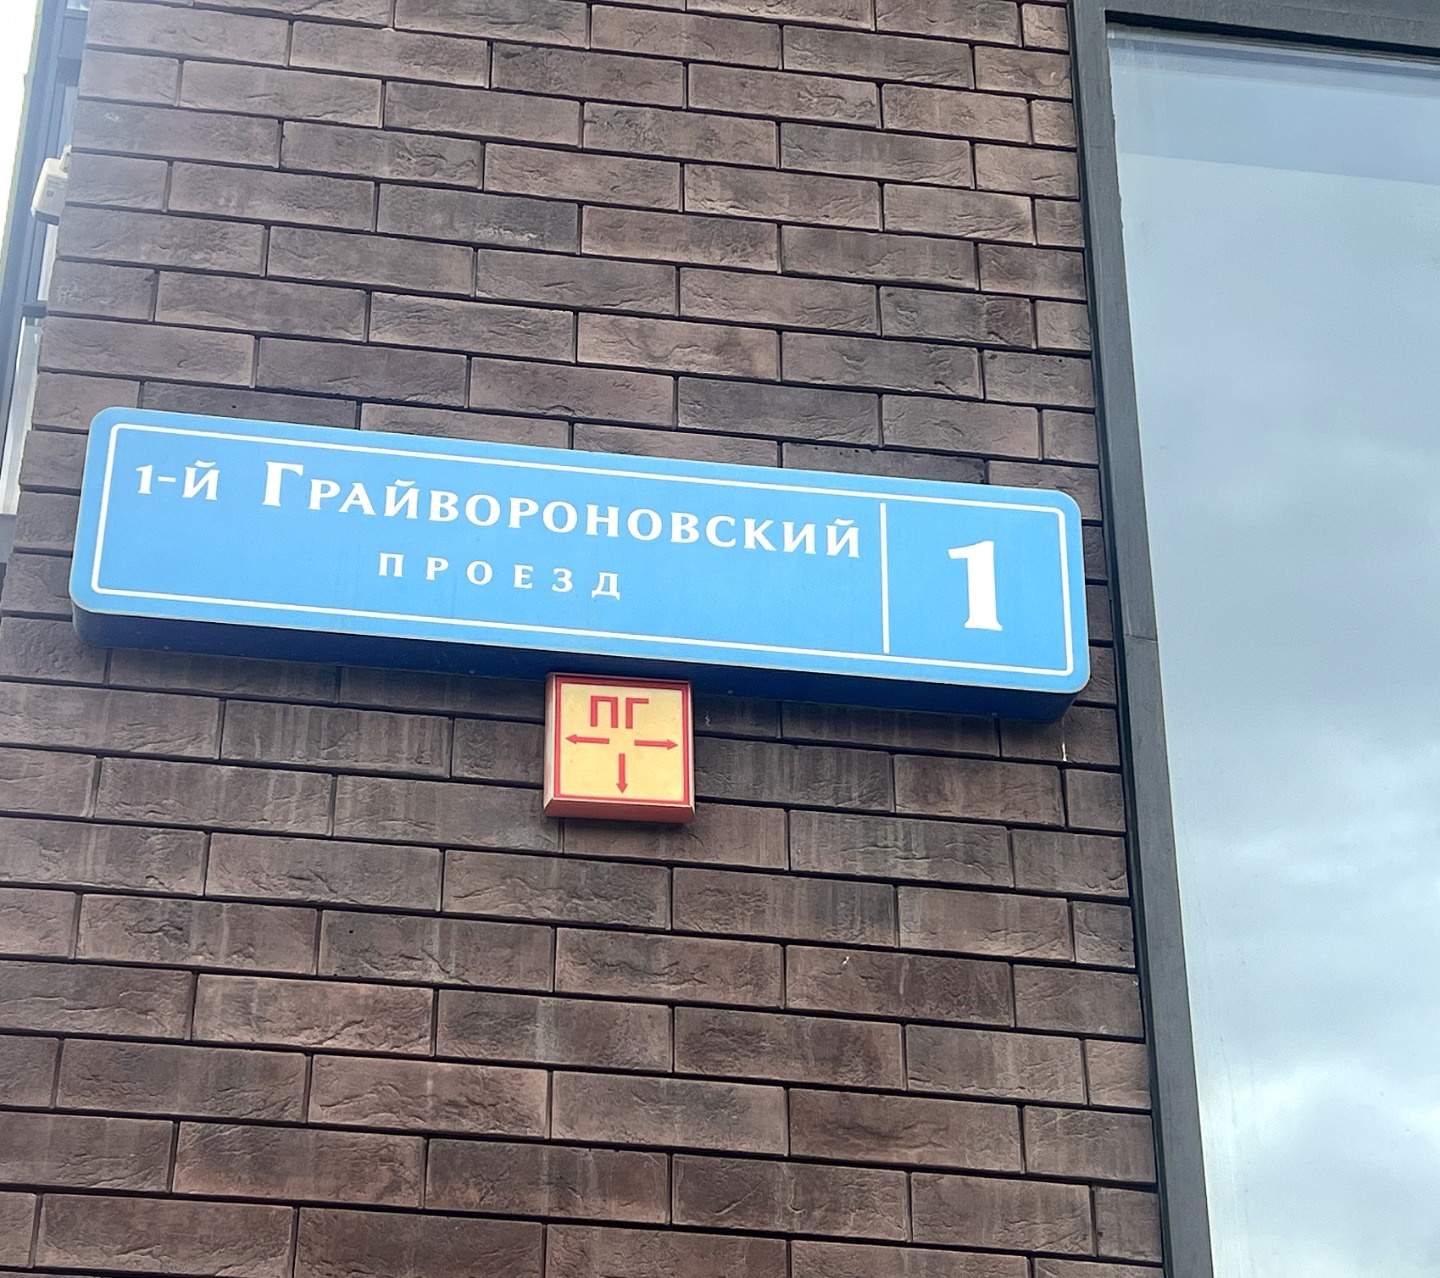 1-й Грайвороновский
проезд
1
ПГ